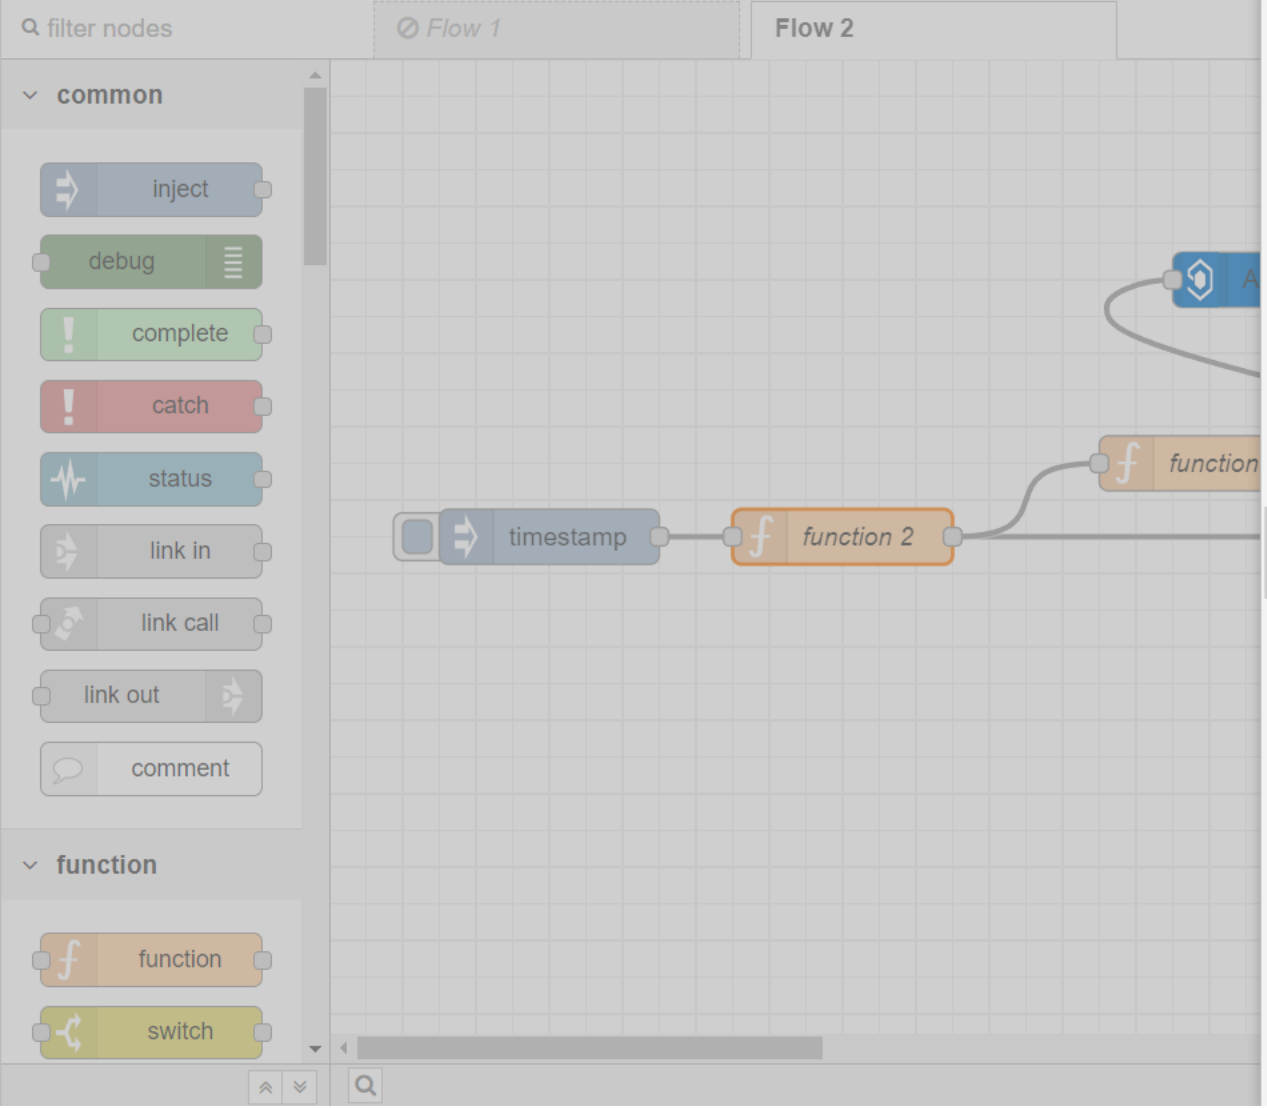 filter nodes
Flow 1
Flow 2
common
inject
debug
complete
catch
status
link in
link call
link out
comment
function
function
switch
timestamp
function 2
function
A